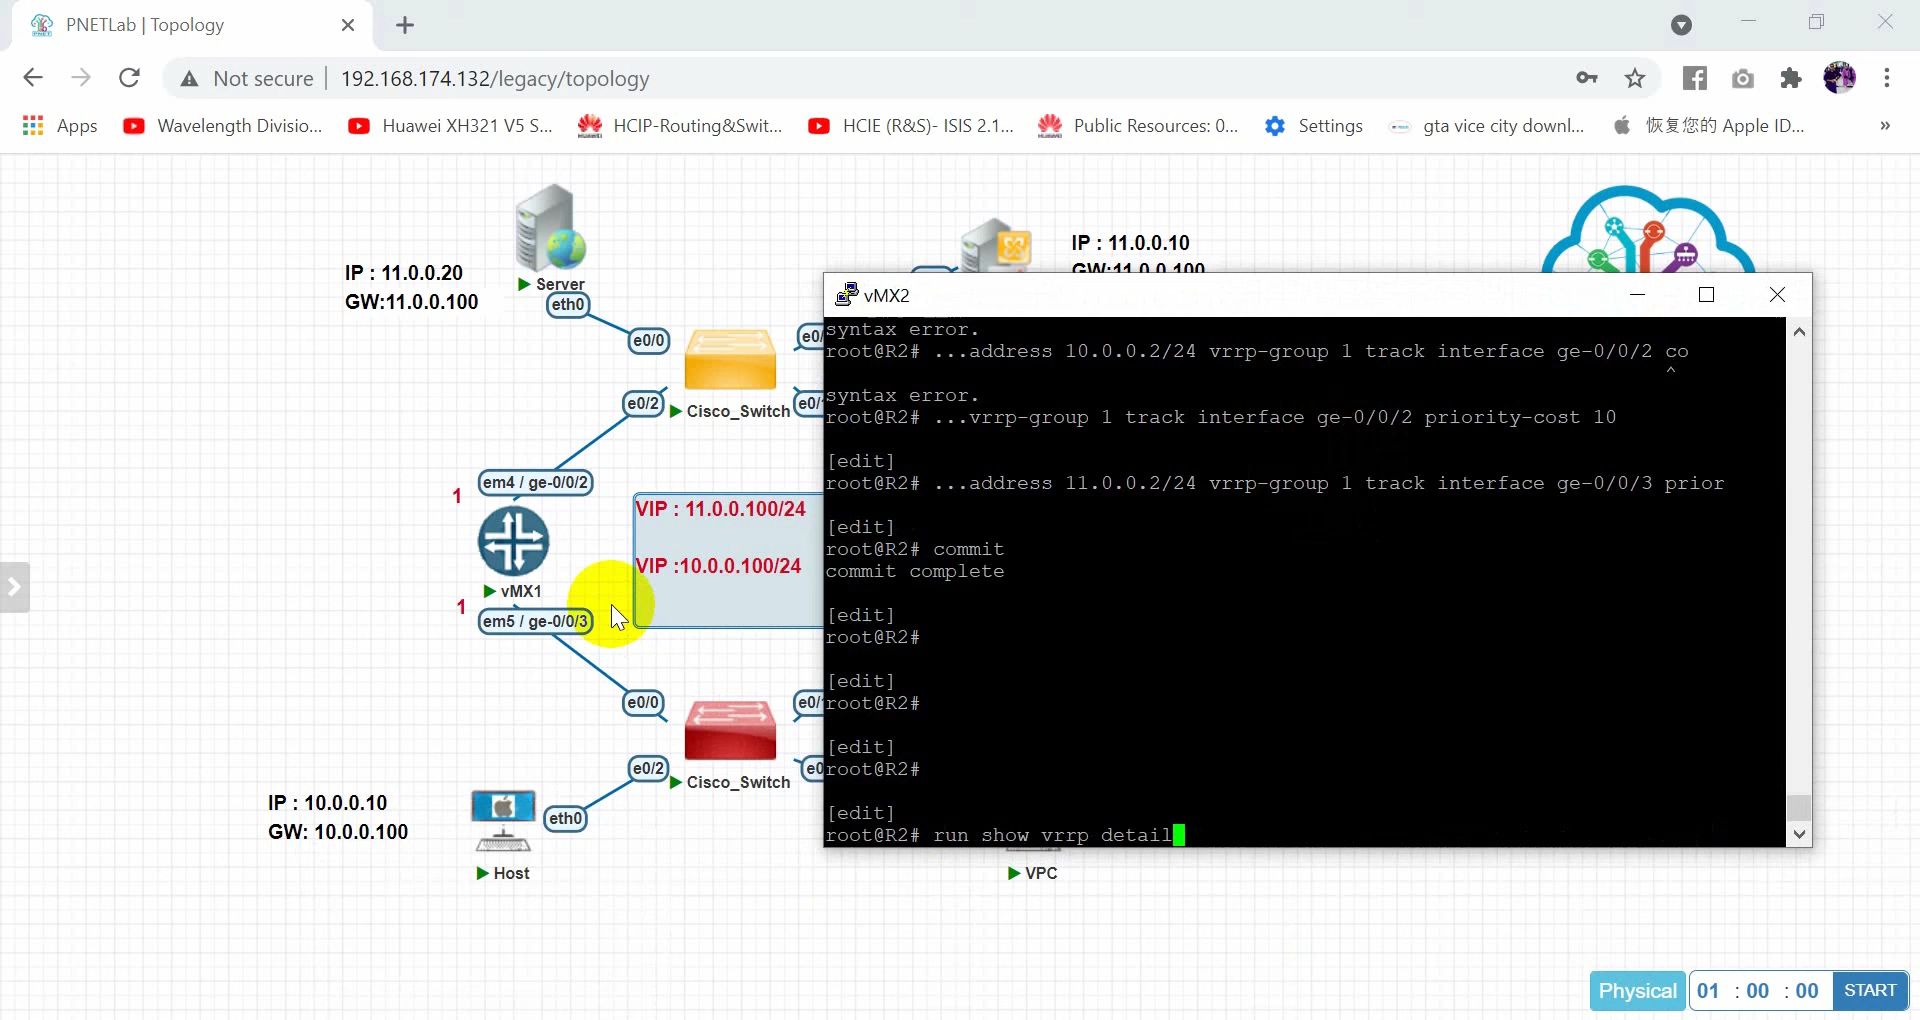 PNETLab | Topology
Not secure | 192.168.174.132/legacy/topology
Apps
Wavelength Divisio...
Huawei XH321 V5 S...
HCIP-Routing&Swit...
HCIE (R&S)- ISIS 2.1...
Public Resources: 0...
Settings
gta vice city downl...
恢复您的 Apple ID...
»
IP : 11.0.0.20
GW:11.0.0.100
Server
eth0
IP : 11.0.0.10
GW:11.0.0.100
e0/0
Cisco_Switch
e0/2
em4 / ge-0/0/2
1
vMX1
1
em5 / ge-0/0/3
VIP : 11.0.0.100/24
VIP :10.0.0.100/24
e0/0
e0/2
Cisco_Switch
IP : 10.0.0.10
GW: 10.0.0.100
eth0
Host
VPC
vMX2
syntax error.
root@R2# ...address 10.0.0.2/24 vrrp-group 1 track interface ge-0/0/2 co
^
syntax error.
root@R2# ...vrrp-group 1 track interface ge-0/0/2 priority-cost 10
[edit]
root@R2# ...address 11.0.0.2/24 vrrp-group 1 track interface ge-0/0/3 prior
[edit]
root@R2# commit
commit complete
[edit]
root@R2#
[edit]
root@R2#
[edit]
root@R2#
[edit]
root@R2# run show vrrp detail
Physical
01 : 00 : 00
START